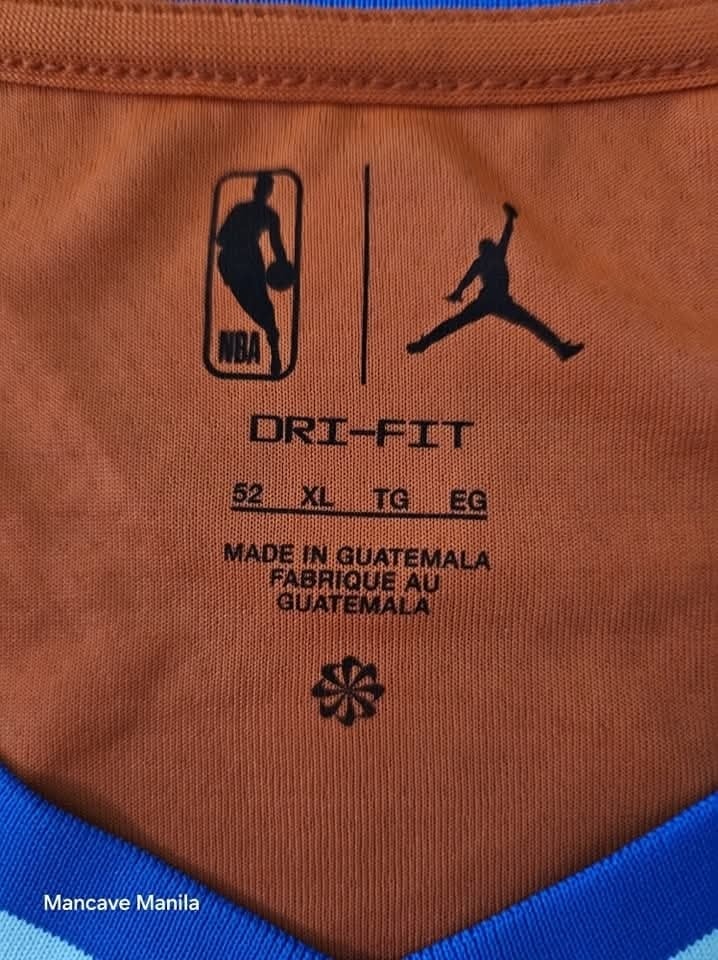 NBA
DRI-FIT
52 XL TG EG
MADE IN GUATEMALA
FABRIQUE AU
GUATEMALA
Mancave Manila